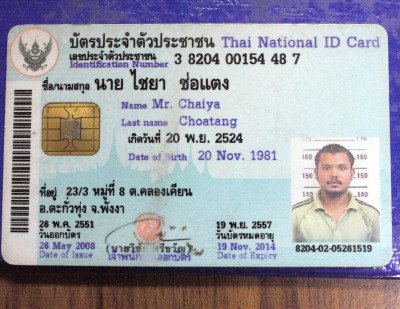 บัตรประจำตัวประชาชน Thai National ID Card
เลขประจำตัวประชาชน 3 8204 00154 48 7
Identification Number
ชื่อ/นามสกุล นาย ไชยา ช่อแตง
Name Mr. Chaiya
Last name Choatang
เกิดวันที่ 20 พ.ย. 2524
Date of Birth 20 Nov. 1981
ที่อยู่ 23/3 หมู่ที่ 8 ต.คลองเคียน
อ.ตะกั่วทุ่ง จ.พังงา
26 พ.ค. 2551
วันออกบัตร
26 May 2008
Date of Issue
เจ้าพนักงานออกบัตร
19 พ.ย. 2557
วันบัตรหมดอายุ
19 Nov. 2014
Date of Expiry
160 160
150 150
8204-02-05261519